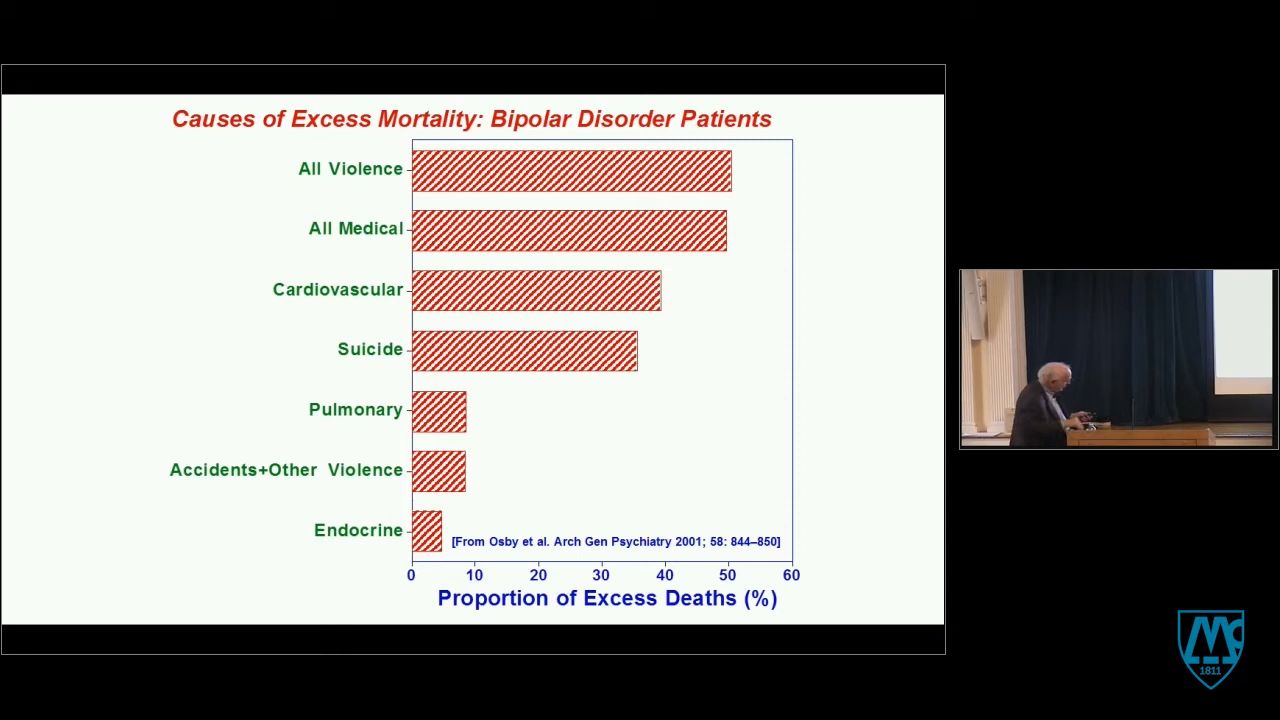 Causes of Excess Mortality: Bipolar Disorder Patients
All Violence
All Medical
Cardiovascular
Suicide
Pulmonary
Accidents+Other Violence
Endocrine
[From Osby et al. Arch Gen Psychiatry 2001; 58: 844–850]
0 10 20 30 40 50 60
Proportion of Excess Deaths (%)
Mc
1811